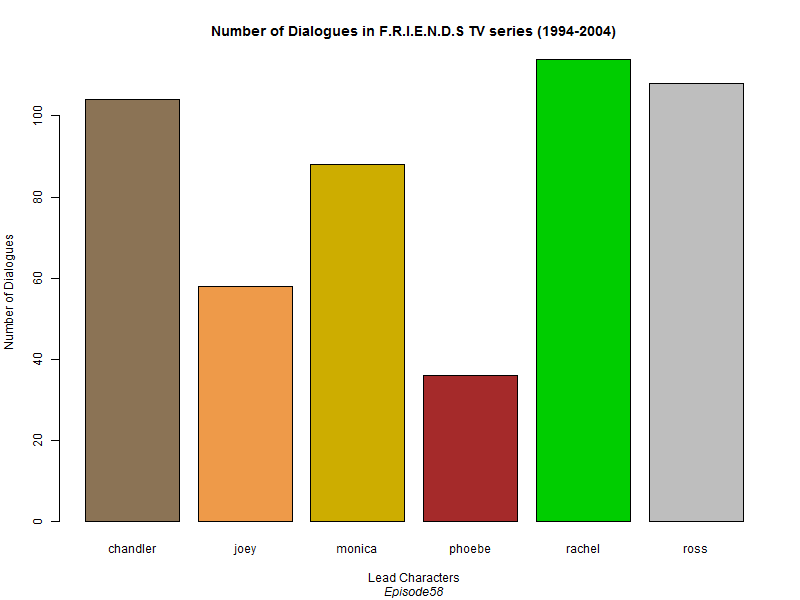 Number of Dialogues in F.R.I.E.N.D.S TV series (1994-2004)
Number of Dialogues
100
80
60
40
20
0
chandler joey monica phoebe rachel ross
Lead Characters
Episode58